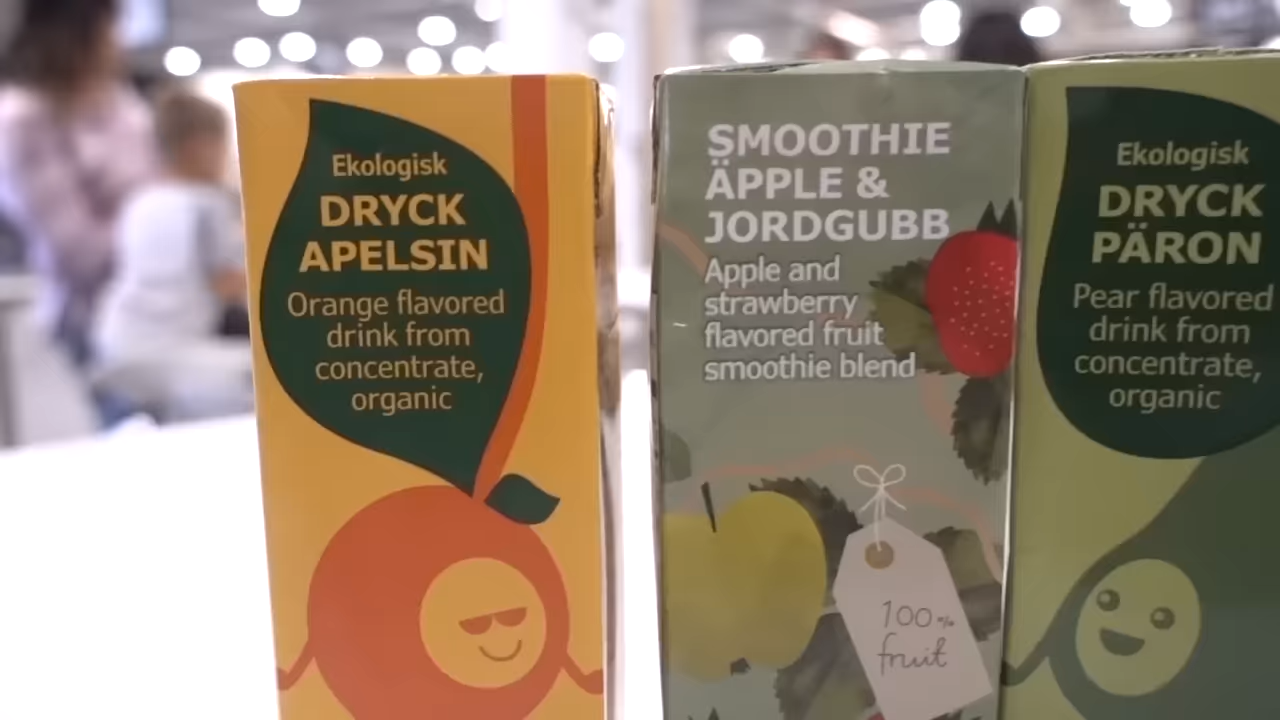 Ekologisk
DRYCK
APELSIN
Orange flavored
drink from
concentrate,
organic
SMOOTHIE
ÄPPLE &
JORDGUBB
Apple and
strawberry
flavored fruit
smoothie blend
100%
fruit
Ekologisk
DRYCK
PÄRON
Pear flavored
drink from
concentrate,
organic